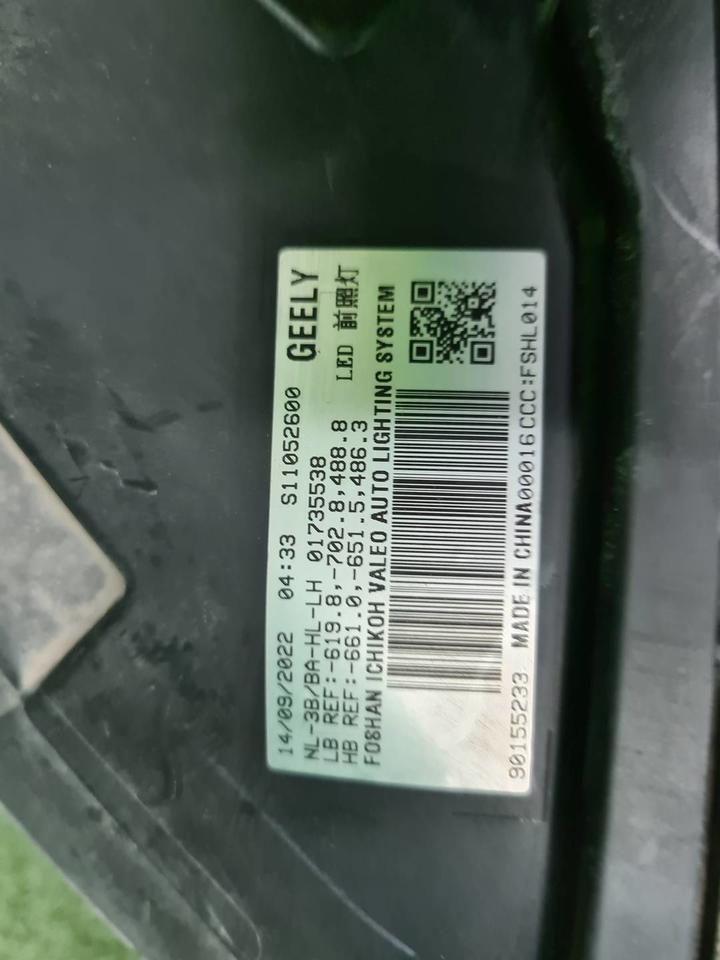 14/09/2022 04:33 S11052600 GEELY
NL-3B/BA-HL-LH 01735538
LED 前照灯
LB REF:-619.8,-702.8,488.8
HB REF:-661.0,-651.5,486.3
FOSHAN ICHIKOH VALEO AUTO LIGHTING SYSTEM
90155233 MADE IN CHINA00016 CCC:FSHL014